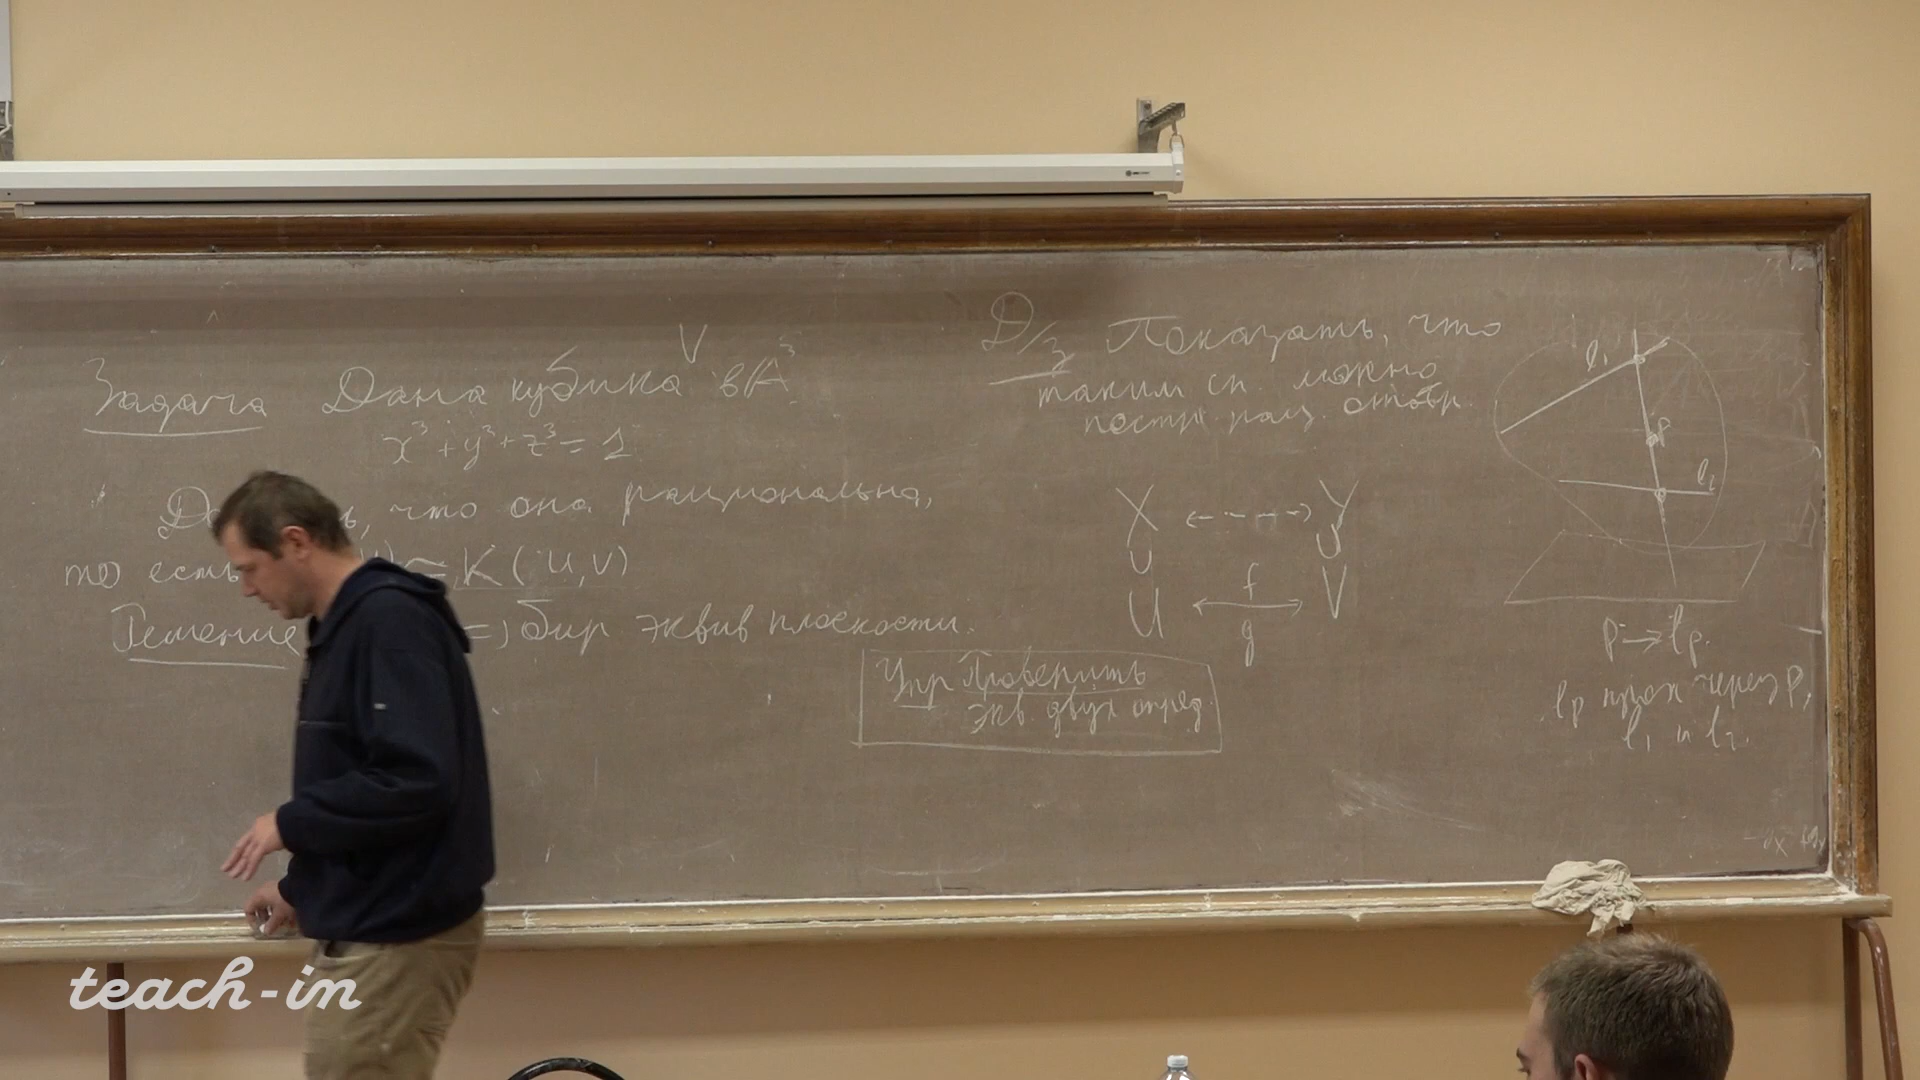 Задача Дана кубика V в A³
x³ + y³ + z³ = 1
что она рациональна,
то есть ≃ K(u,v)
Решение бир эквив плоскости.
Д/з Показать, что
таким сп. можно
постр. рац. отобр.
X ⇠⇢ Y
∪ ∪
U f V
g
Упр Проверить
экв. двух опред.
l₁
p
l₂
p → lₚ.
lₚ прох через p,
l₁ и l₂.
teach-in